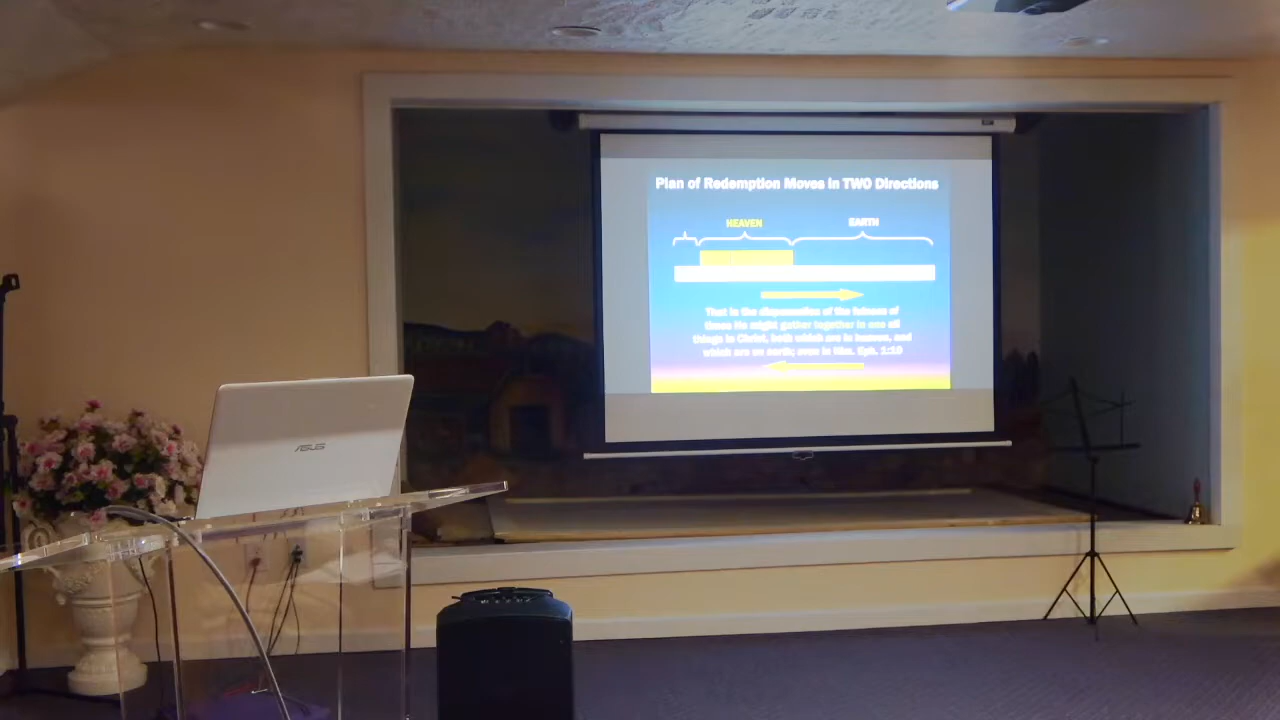 Plan of Redemption Moves in TWO Directions
HEAVEN
EARTH
That in the dispensation of the fulness of
times He might gather together in one all
things in Christ, both which are in heaven, and
which are on earth; even in Him. Eph. 1:10
ASUS